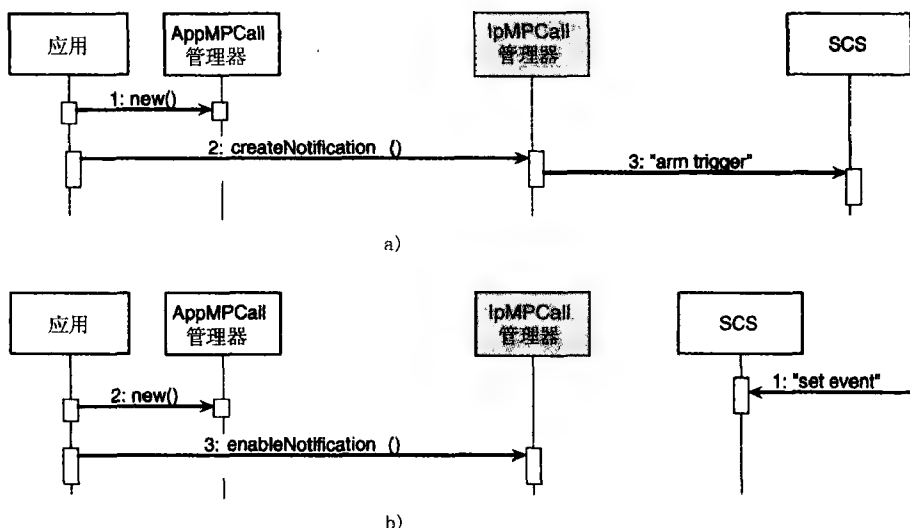 应用
AppMPCall
管理器
IpMPCall
管理器
SCS
1: new()
2: createNotification ()
3: "arm trigger"
a)
应用
AppMPCall
管理器
IpMPCall
管理器
SCS
1: "set event"
2: new()
3: enableNotification ()
b)